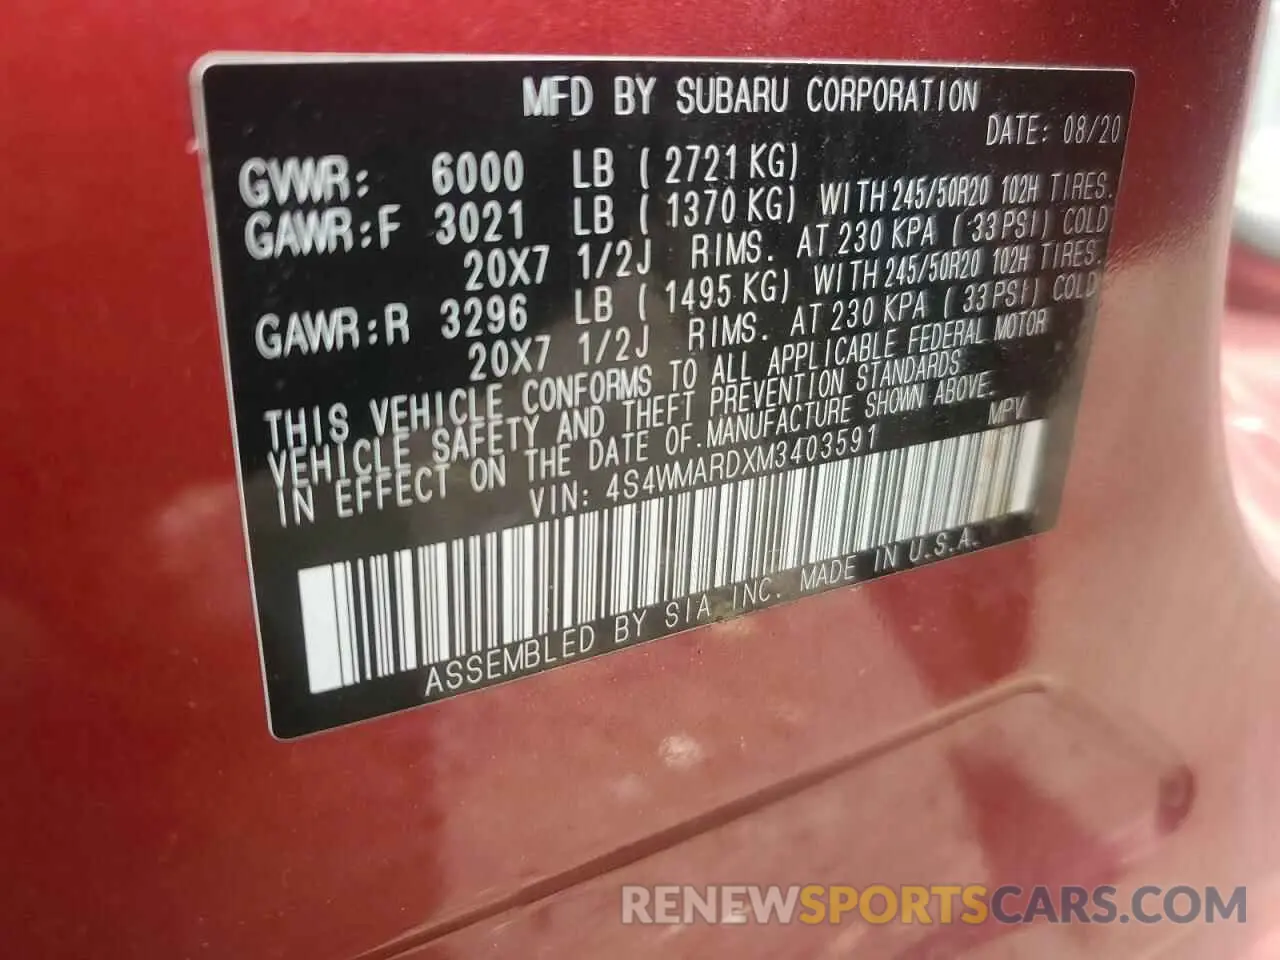 MFD BY SUBARU CORPORATION
DATE: 08/20
GVWR: 6000 LB ( 2721 KG)
GAWR:F 3021 LB ( 1370 KG) WITH 245/50R20 102H TIRES.
20X7 1/2J RIMS. AT 230 KPA ( 33 PSI) COLD
GAWR:R 3296 LB ( 1495 KG) WITH 245/50R20 102H TIRES.
20X7 1/2J RIMS. AT 230 KPA ( 33 PSI) COLD
THIS VEHICLE CONFORMS TO ALL APPLICABLE FEDERAL MOTOR
VEHICLE SAFETY AND THEFT PREVENTION STANDARDS
IN EFFECT ON THE DATE OF.MANUFACTURE SHOWN ABOVE.
VIN: 4S4WMARDXM3403591 MPV
ASSEMBLED BY SIA INC. MADE IN U.S.A.
RENEWSPORTSCARS.COM